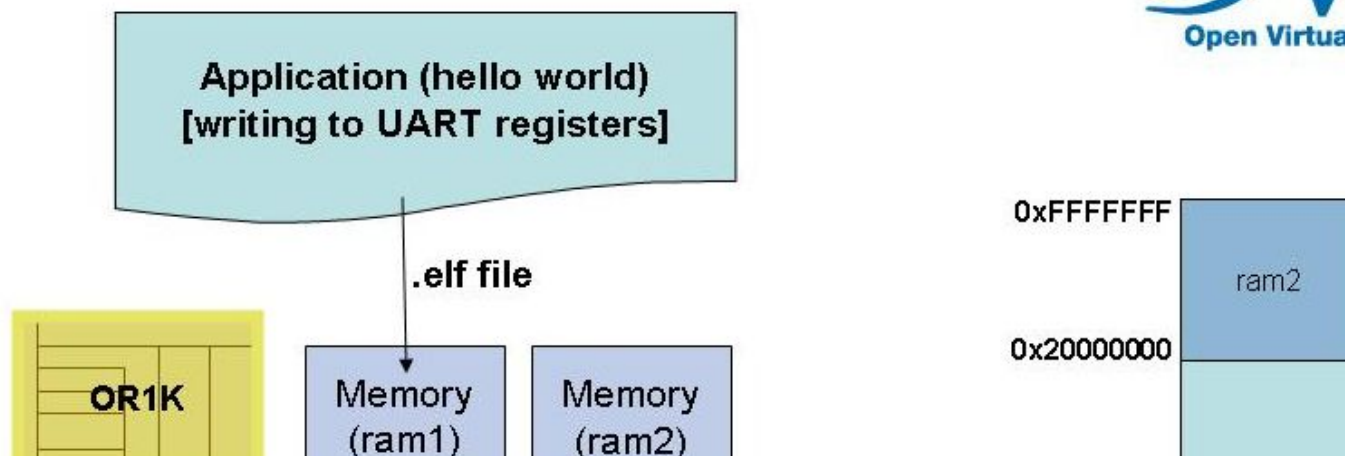 Open Virtua
Application (hello world)
[writing to UART registers]
.elf file
OR1K
Memory
(ram1)
Memory
(ram2)
0xFFFFFFF
ram2
0x20000000